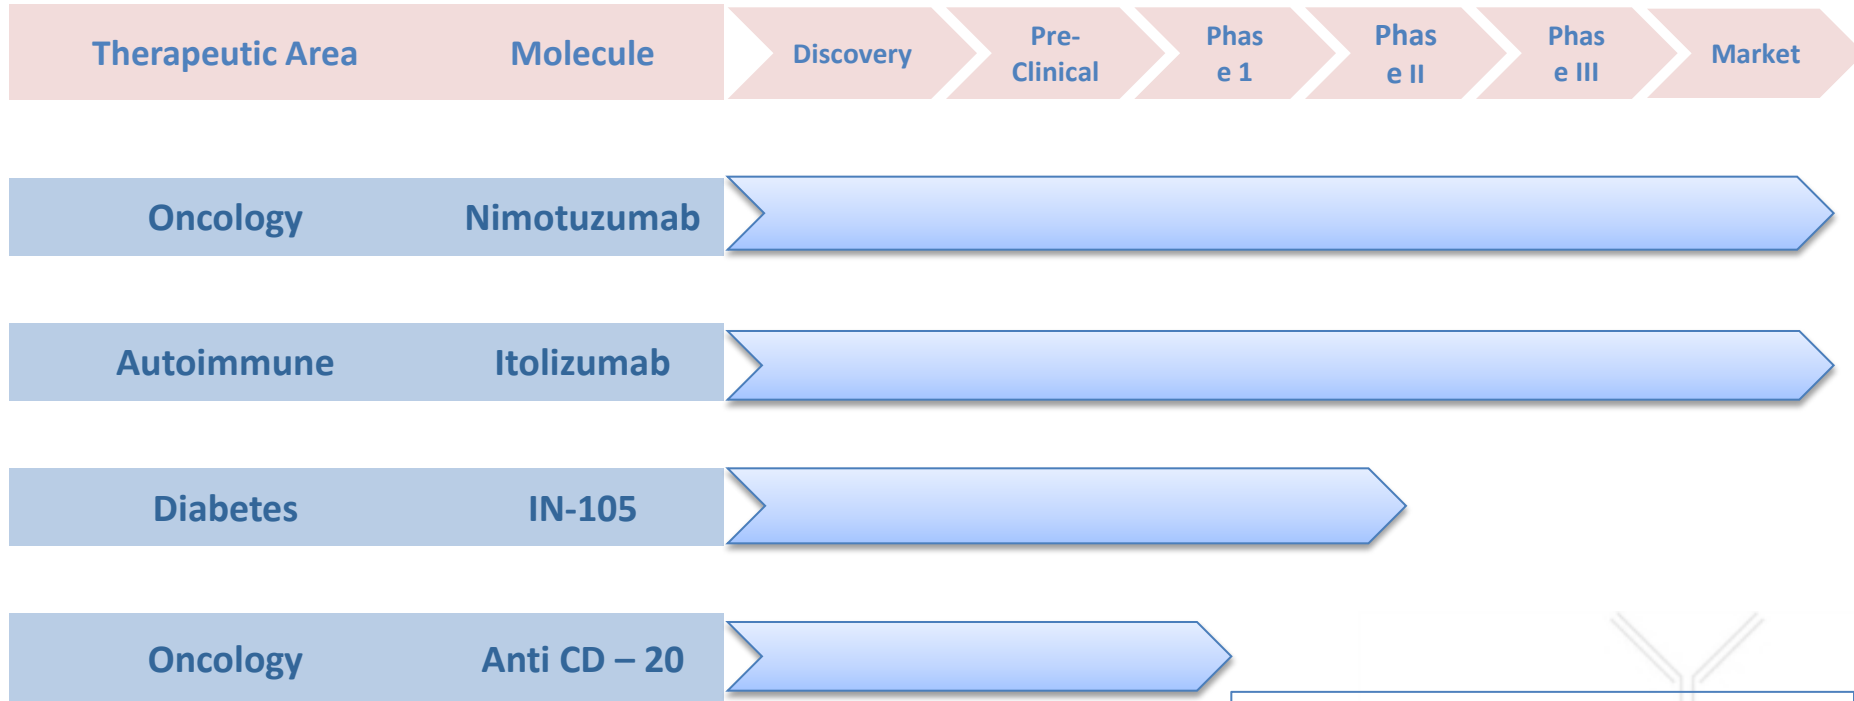 Therapeutic Area Molecule Discovery Pre-
Clinical Phas
e 1 Phas
e II Phas
e III Market
Oncology Nimotuzumab
Autoimmune Itolizumab
Diabetes IN-105
Oncology Anti CD – 20